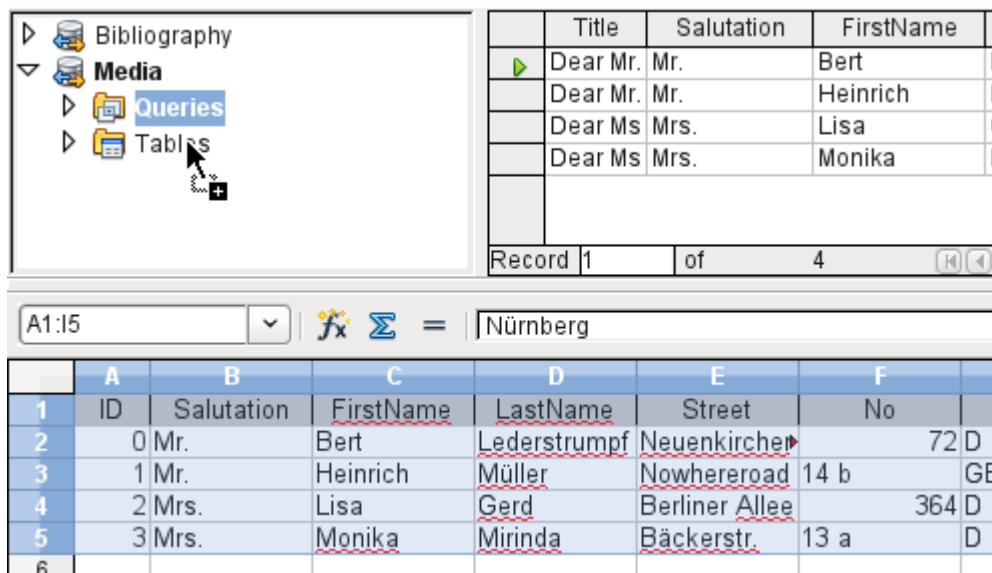 Bibliography
Media
Queries
Tables
Title Salutation FirstName
Dear Mr. Mr. Bert
Dear Mr. Mr. Heinrich
Dear Ms Mrs. Lisa
Dear Ms Mrs. Monika
Record 1 of 4
A1:I5 fx Σ = Nürnberg
A B C D E F
1 ID Salutation FirstName LastName Street No
2 0 Mr. Bert Lederstrumpf Neuenkircher 72 D
3 1 Mr. Heinrich Müller Nowhereroad 14 b GE
4 2 Mrs. Lisa Gerd Berliner Allee 364 D
5 3 Mrs. Monika Mirinda Bäckerstr. 13 a D
6